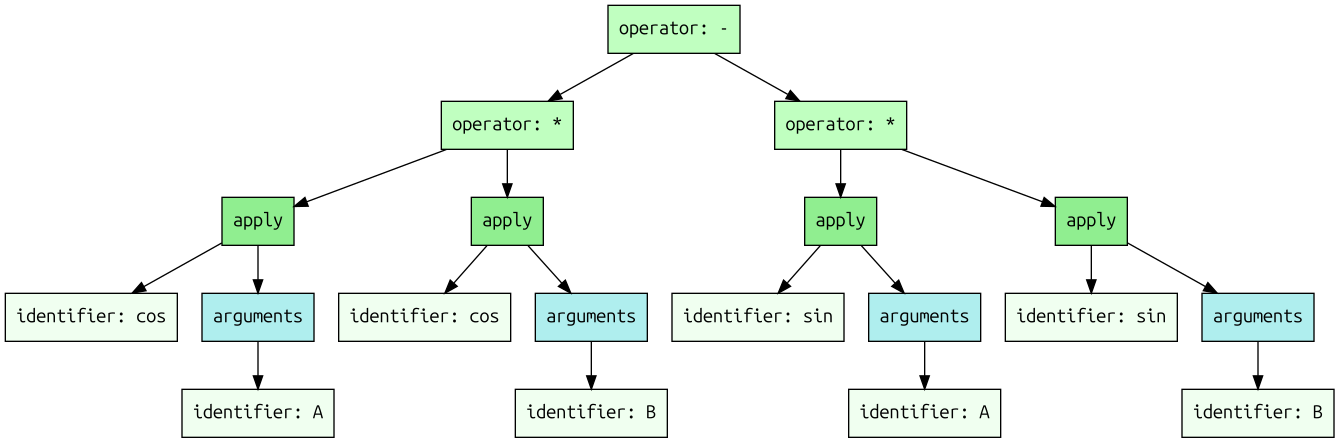 operator: -
operator: *
operator: *
apply
apply
apply
apply
identifier: cos
arguments
identifier: cos
arguments
identifier: sin
arguments
identifier: sin
arguments
identifier: A
identifier: B
identifier: A
identifier: B